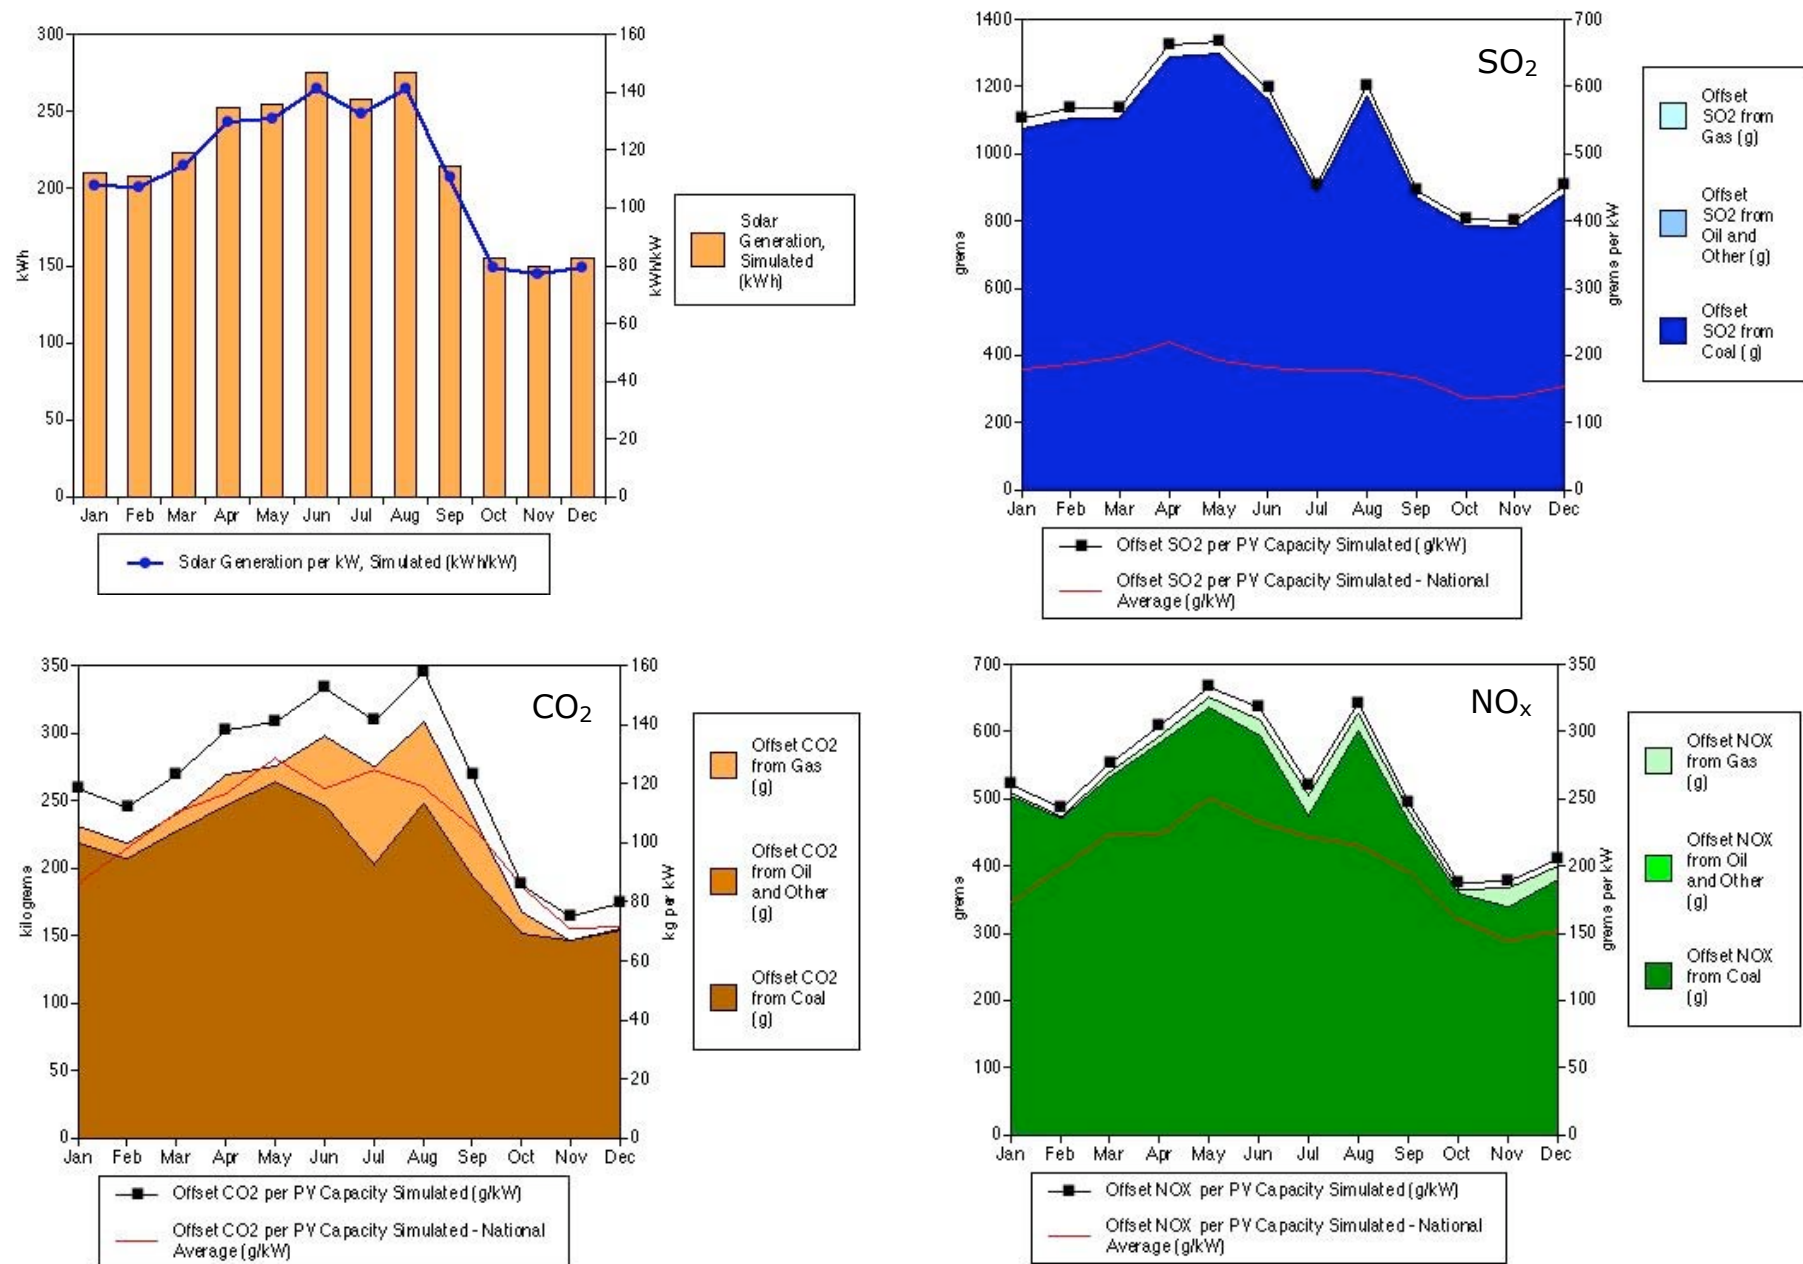 300
250
200
150
100
50
0
kWh
160
140
120
100
80
60
40
20
0
kWh/kW
Jan Feb Mar Apr May Jun Jul Aug Sep Oct Nov Dec
Solar
Generation,
Simulated
(kWh)
Solar Generation per kW, Simulated (kWh/kW)
SO2
1400
1200
1000
800
600
400
200
0
grams
700
600
500
400
300
200
100
0
grams per kW
Jan Feb Mar Apr May Jun Jul Aug Sep Oct Nov Dec
Offset
SO2 from
Gas (g)
Offset
SO2 from
Oil and
Other (g)
Offset
SO2 from
Coal (g)
Offset SO2 per PV Capacity Simulated (g/kW)
Offset SO2 per PV Capacity Simulated - National
Average (g/kW)
CO2
350
300
250
200
150
100
50
0
kilograms
160
140
120
100
80
60
40
20
0
kg per kW
Jan Feb Mar Apr May Jun Jul Aug Sep Oct Nov Dec
Offset CO2
from Gas
(g)
Offset CO2
from Oil
and Other
(g)
Offset CO2
from Coal
(g)
Offset CO2 per PV Capacity Simulated (g/kW)
Offset CO2 per PV Capacity Simulated - National
Average (g/kW)
NOx
700
600
500
400
300
200
100
0
grams
350
300
250
200
150
100
50
0
grams per kW
Jan Feb Mar Apr May Jun Jul Aug Sep Oct Nov Dec
Offset NOX
from Gas
(g)
Offset NOX
from Oil
and Other
(g)
Offset NOX
from Coal
(g)
Offset NOX per PV Capacity Simulated (g/kW)
Offset NOX per PV Capacity Simulated - National
Average (g/kW)